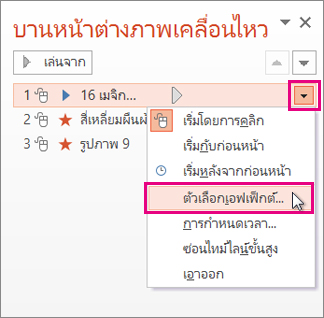 บานหน้าต่างภาพเคลื่อนไหว
เล่นจาก
1 16 เมจิก...
2 สี่เหลี่ยมผืนผ้
3 รูปภาพ 9
เริ่มโดยการคลิก
เริ่มกับก่อนหน้า
เริ่มหลังจากก่อนหน้า
ตัวเลือกเอฟเฟ็กต์...
การกำหนดเวลา...
ซ่อนไทม์ไลน์ขั้นสูง
เอาออก